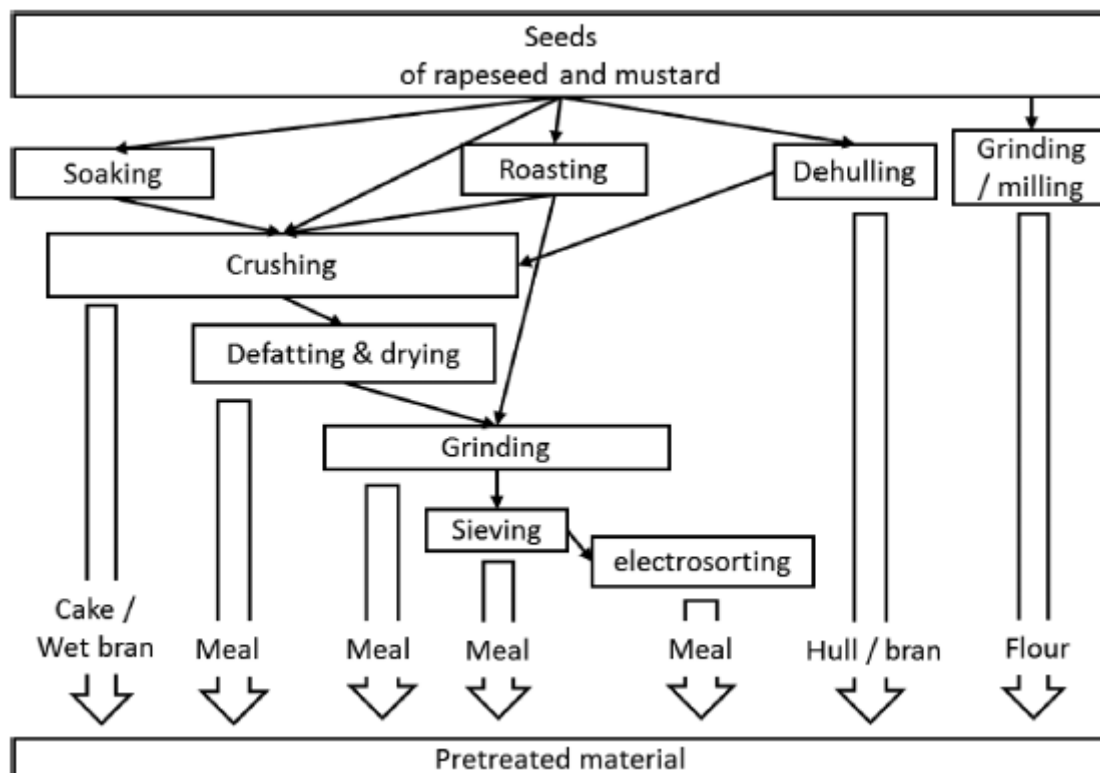 Seeds
of rapeseed and mustard
Soaking
Roasting
Dehulling
Grinding
/ milling
Crushing
Defatting & drying
Grinding
Sieving
electrosorting
Cake /
Wet bran
Meal
Meal
Meal
Meal
Hull / bran
Flour
Pretreated material